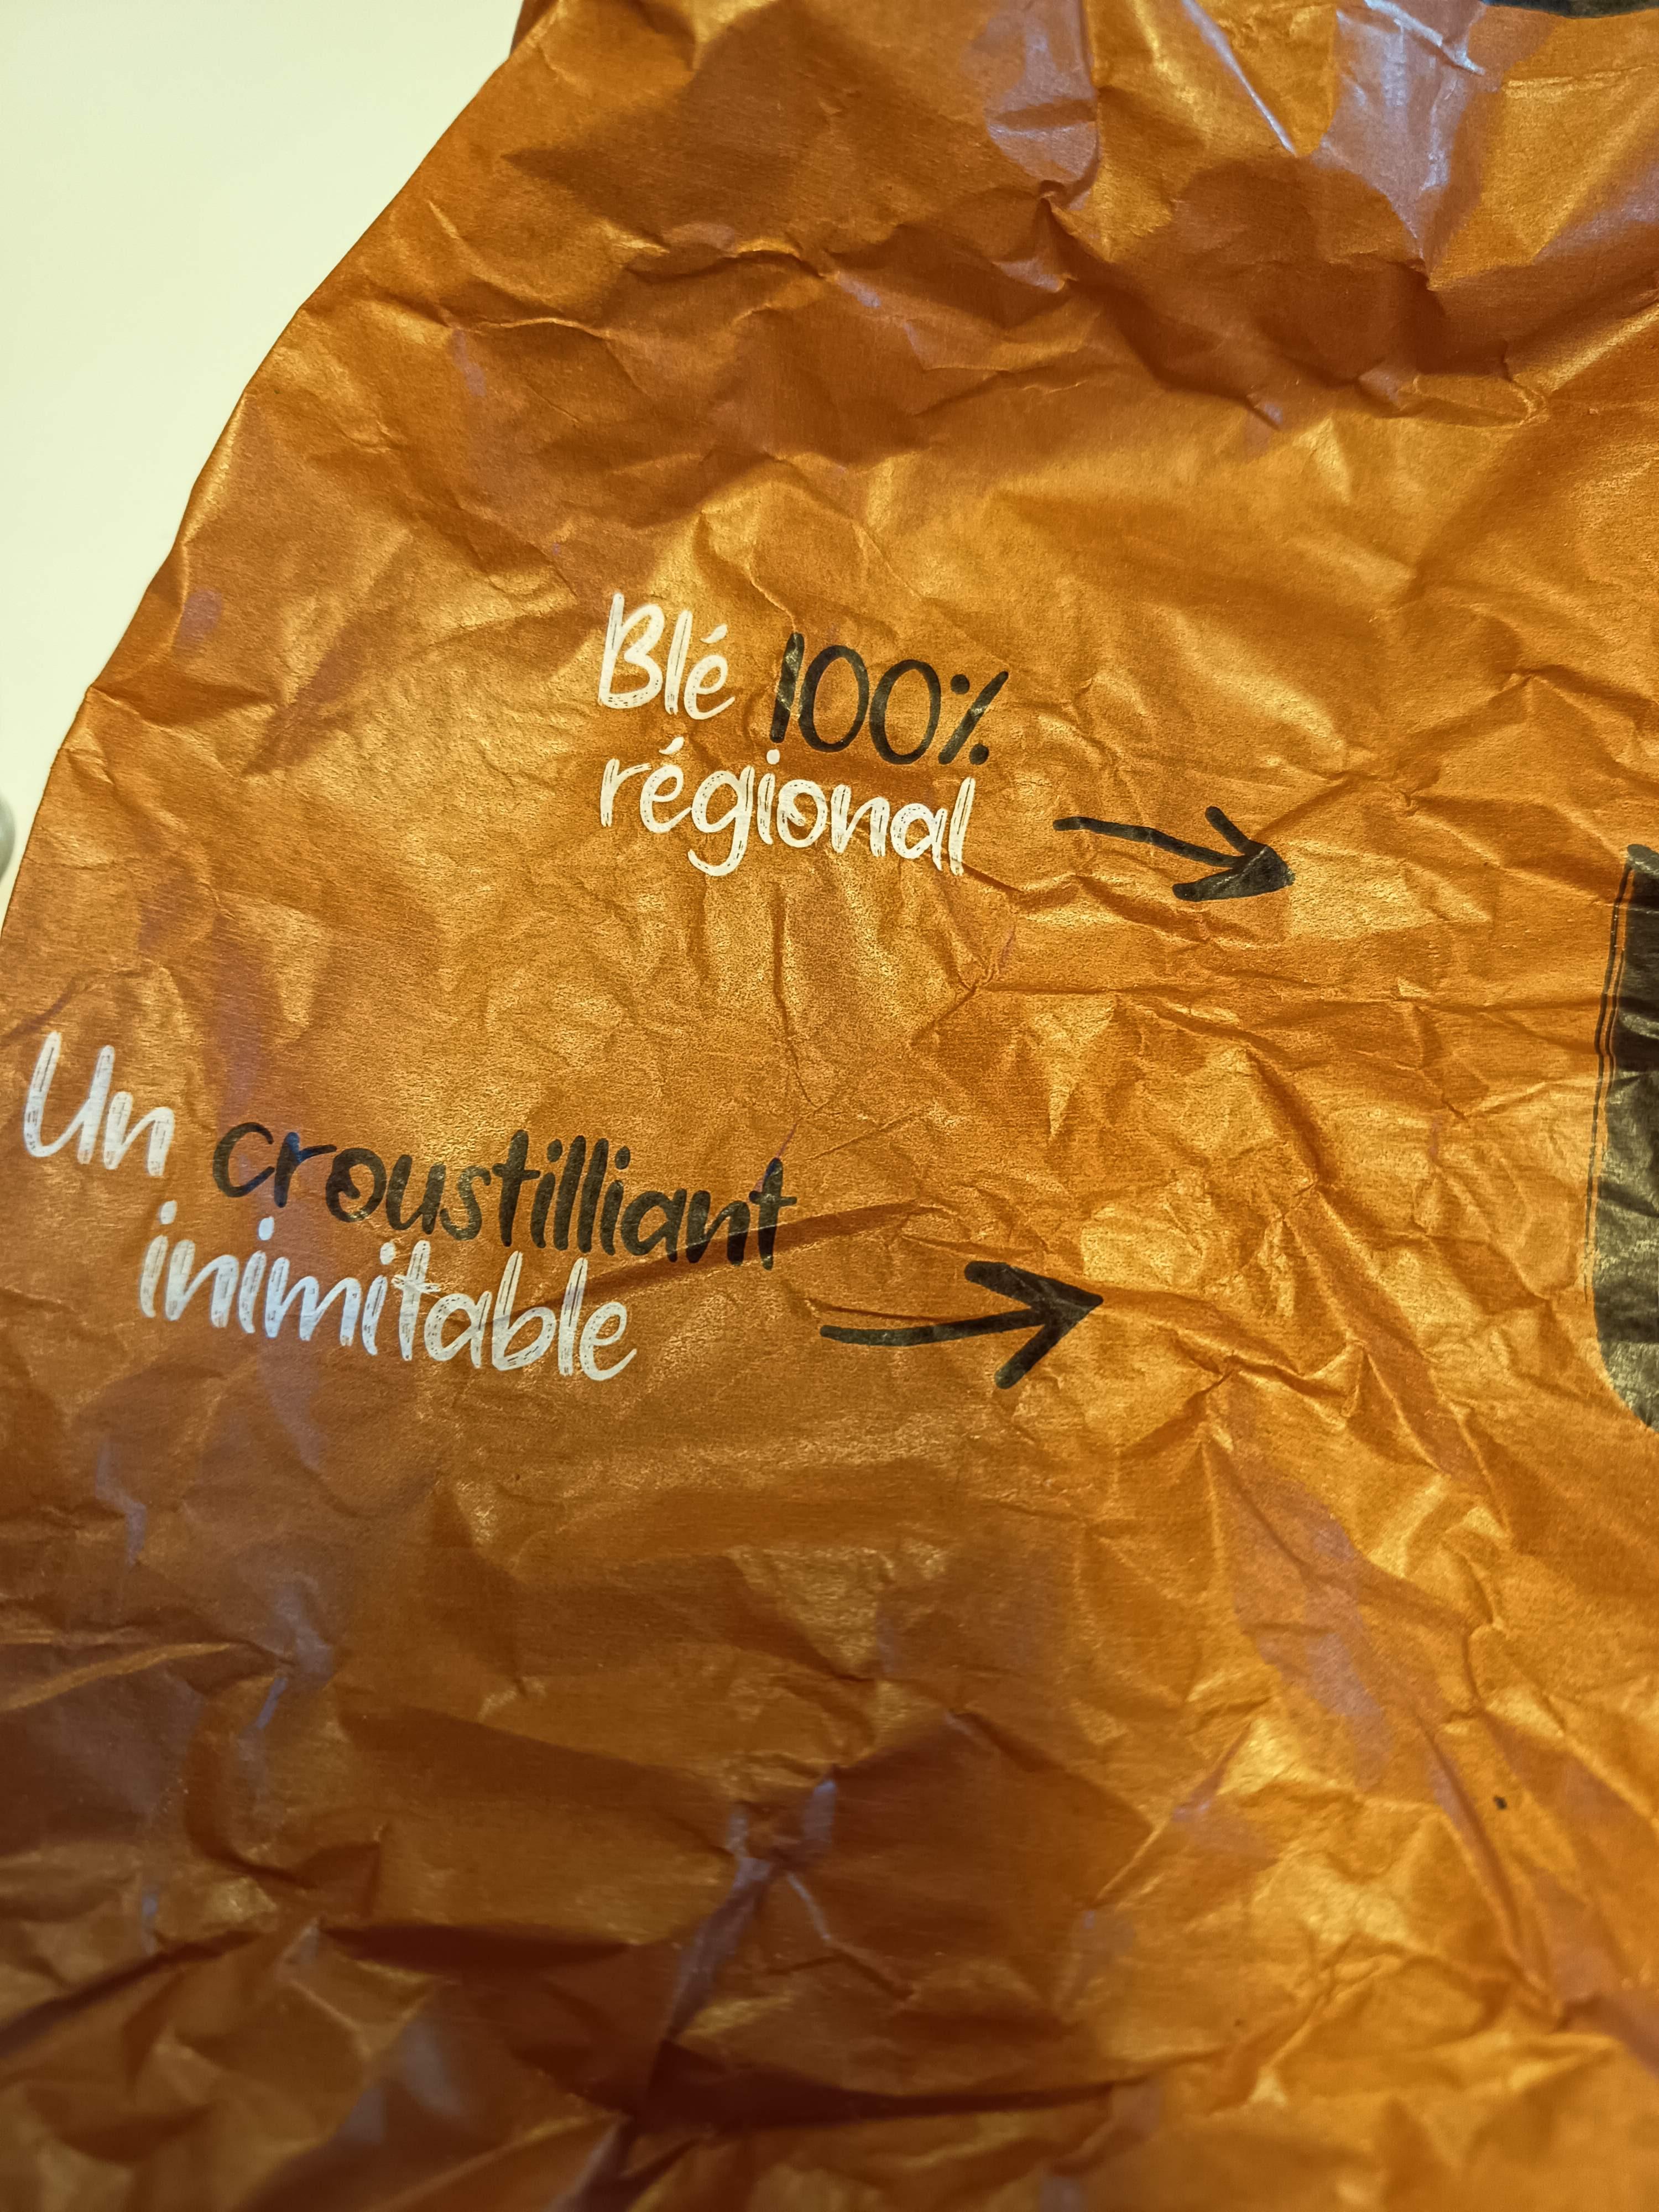 Blé 100%
régional
Un croustilliant
inimitable